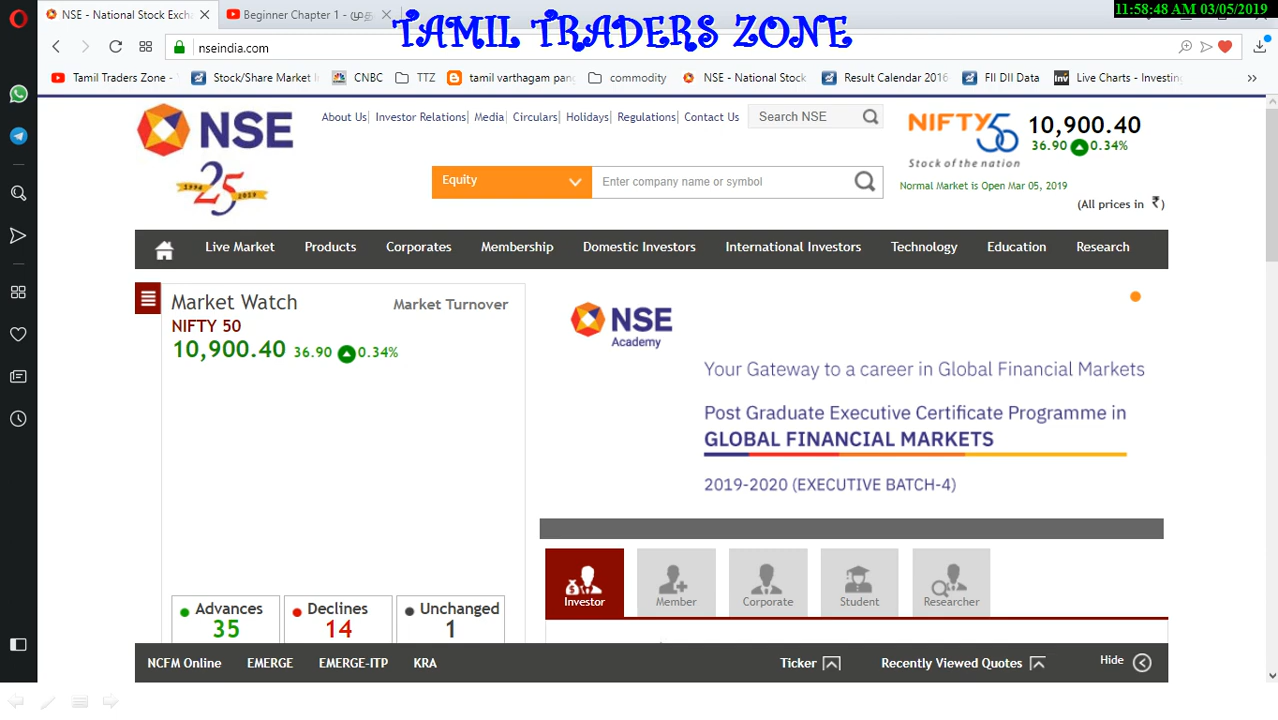 NSE - National Stock Excha
Beginner Chapter 1 - முத
11:58:48 AM 03/05/2019
TAMIL TRADERS ZONE
nseindia.com
Tamil Traders Zone -
Stock/Share Market I
CNBC
TTZ
tamil varthagam pang
commodity
NSE - National Stock
Result Calendar 2016
FII DII Data
Inv
Live Charts - Investing
NSE
1994 25 2019
About Us| Investor Relations| Media| Circulars| Holidays| Regulations| Contact Us
Search NSE
Equity
Enter company name or symbol
NIFTY 50
Stock of the nation
10,900.40
36.90 0.34%
Normal Market is Open Mar 05, 2019
(All prices in ₹)
Live Market Products Corporates Membership Domestic Investors International Investors Technology Education Research
Market Watch
Market Turnover
NIFTY 50
10,900.40 36.90 0.34%
Advances
35
Declines
14
Unchanged
1
NSE
Academy
Your Gateway to a career in Global Financial Markets
Post Graduate Executive Certificate Programme in
GLOBAL FINANCIAL MARKETS
2019-2020 (EXECUTIVE BATCH-4)
Investor
Member
Corporate
Student
Researcher
NCFM Online EMERGE EMERGE-ITP KRA
Ticker
Recently Viewed Quotes
Hide